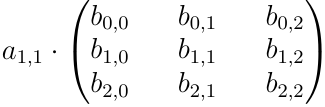 b_{0,0} b_{0,1} b_{0,2}
a_{1,1} · ( b_{1,0} b_{1,1} b_{1,2} )
b_{2,0} b_{2,1} b_{2,2}